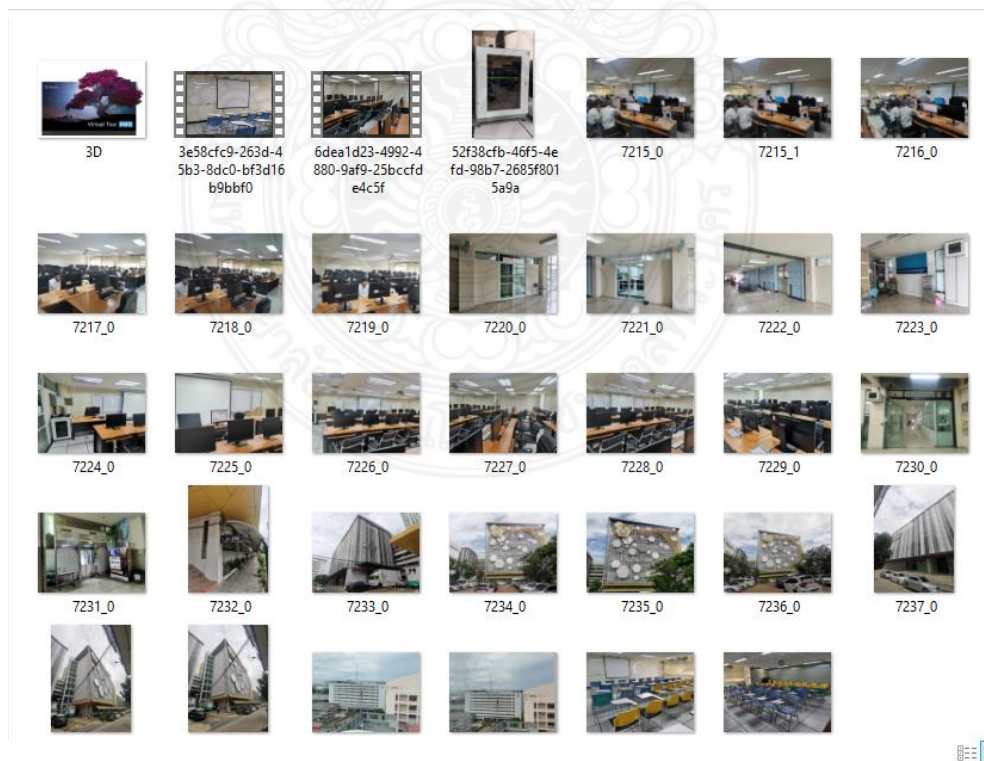 Virtual Tour
3D
3e58cfc9-263d-4
5b3-8dc0-bf3d16
b9bbf0
6dea1d23-4992-4
880-9af9-25bccfd
e4c5f
52f38cfb-46f5-4e
fd-98b7-2685f801
5a9a
7215_0
7215_1
7216_0
7217_0
7218_0
7219_0
7220_0
7221_0
7222_0
7223_0
7224_0
7225_0
7226_0
7227_0
7228_0
7229_0
7230_0
7231_0
7232_0
7233_0
7234_0
7235_0
7236_0
7237_0